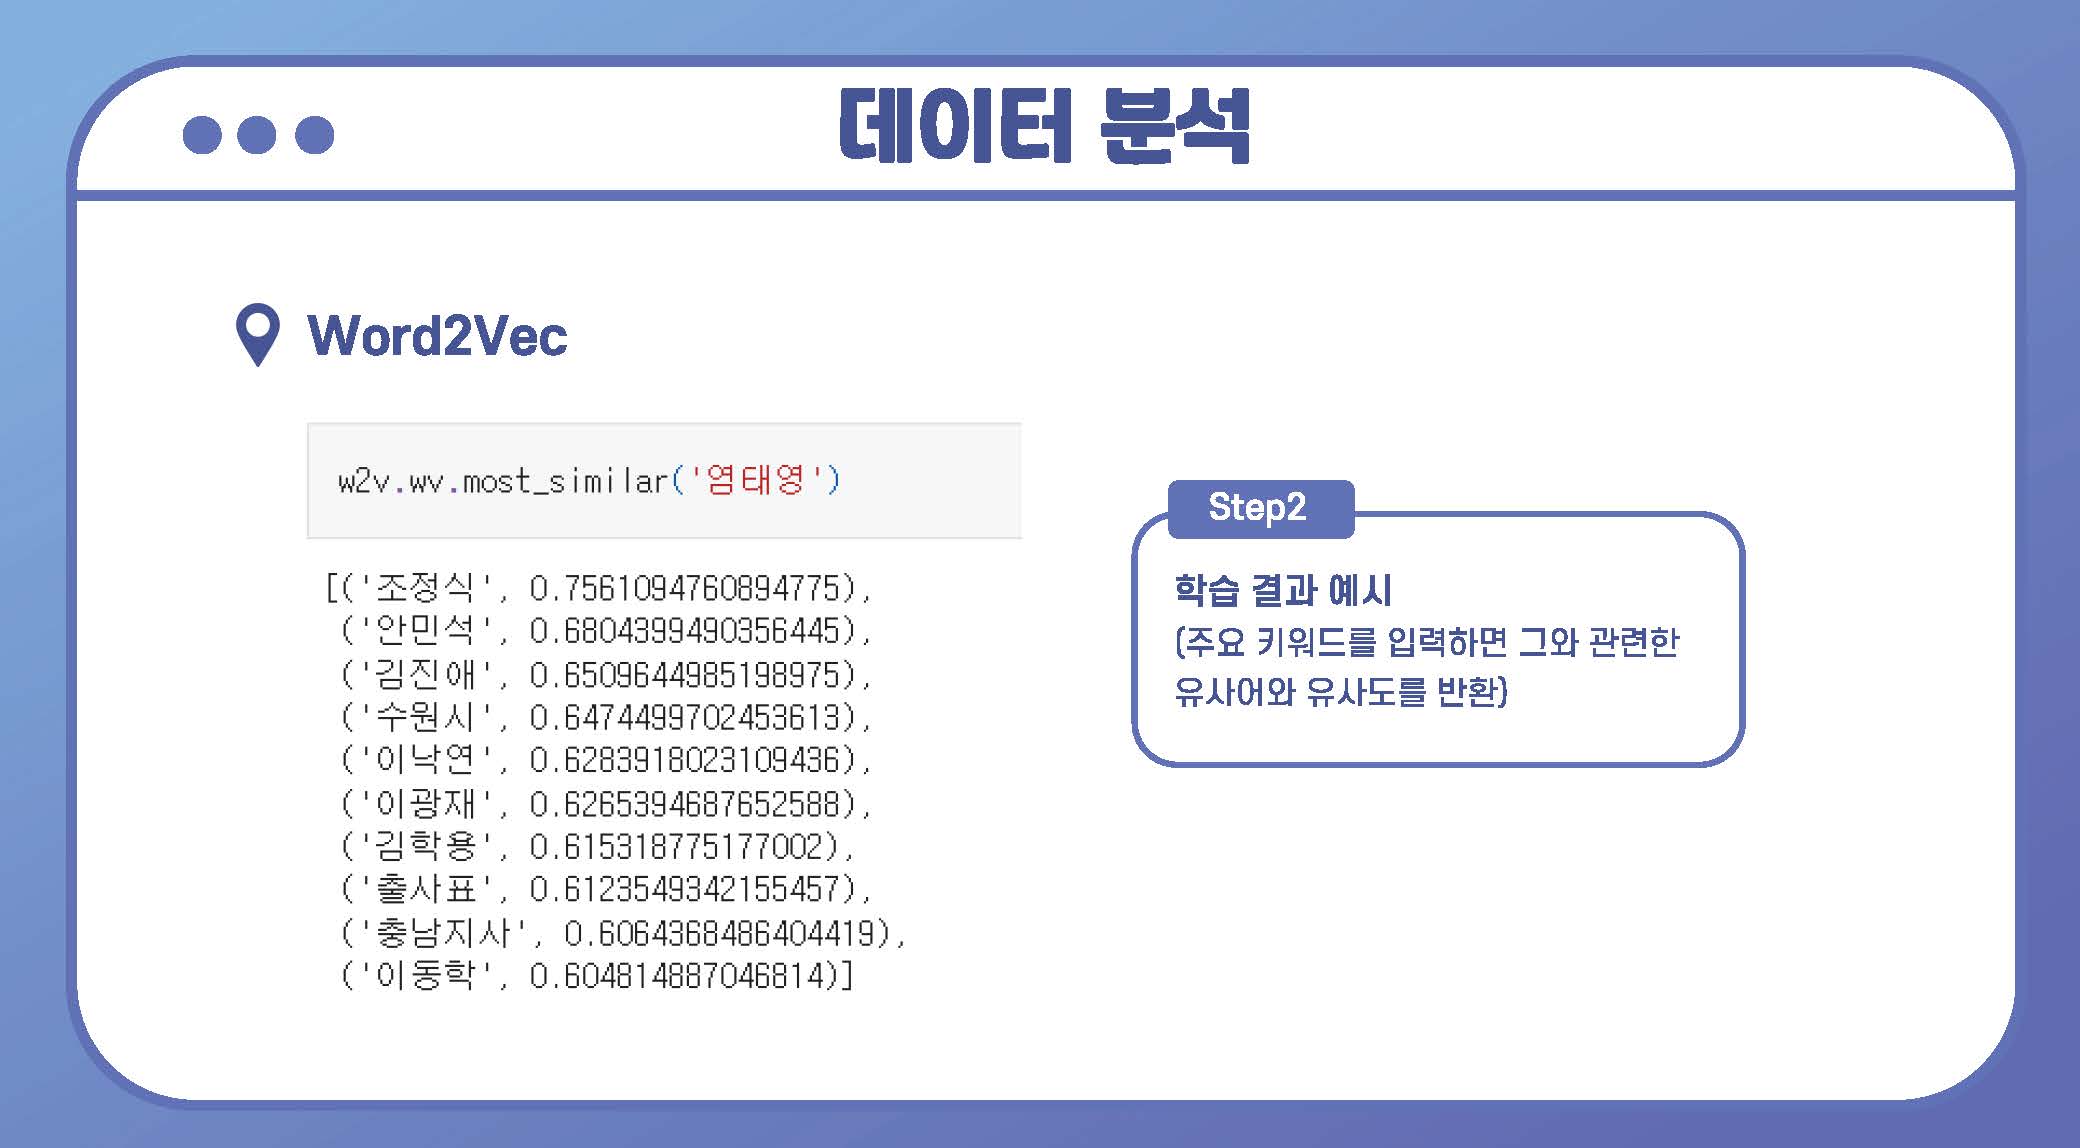 데이터 분석
Word2Vec
w2v.wv.most_similar('염태영')
[('조정식', 0.7561094760894775),
('안민석', 0.6804399490356445),
('김진애', 0.6509644985198975),
('수원시', 0.6474499702453613),
('이낙연', 0.6283918023109436),
('이광재', 0.6265394687652588),
('김학용', 0.615318775177002),
('출사표', 0.6123549342155457),
('충남지사', 0.6064368486404419),
('이동학', 0.604814887046814)]
Step2
학습 결과 예시
(주요 키워드를 입력하면 그와 관련한
유사어와 유사도를 반환)